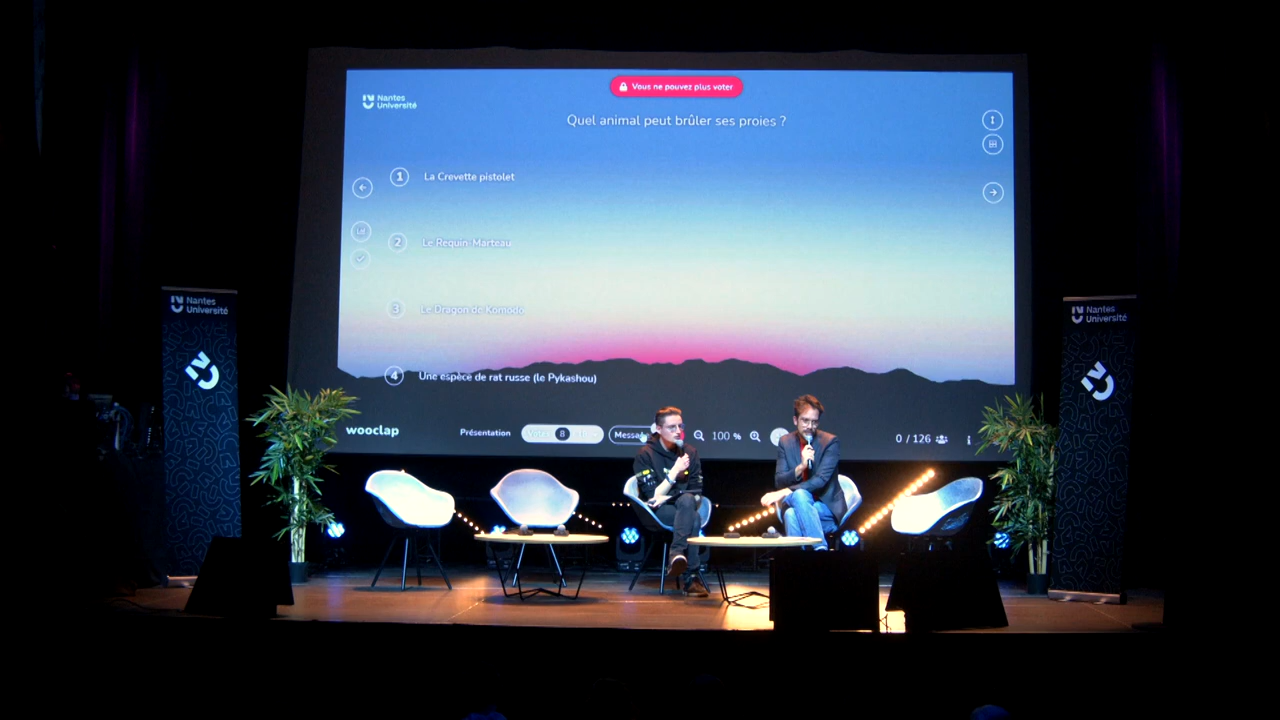 Vous ne pouvez plus voter
Nantes
Université
Quel animal peut brûler ses proies ?
1 La Crevette pistolet
2 Le Requin-Marteau
3 Le Dragon de Komodo
4 Une espèce de rat russe (le Pykashou)
wooclap
Présentation
8
100 %
0 / 126
Nantes
Université
Nantes
Université